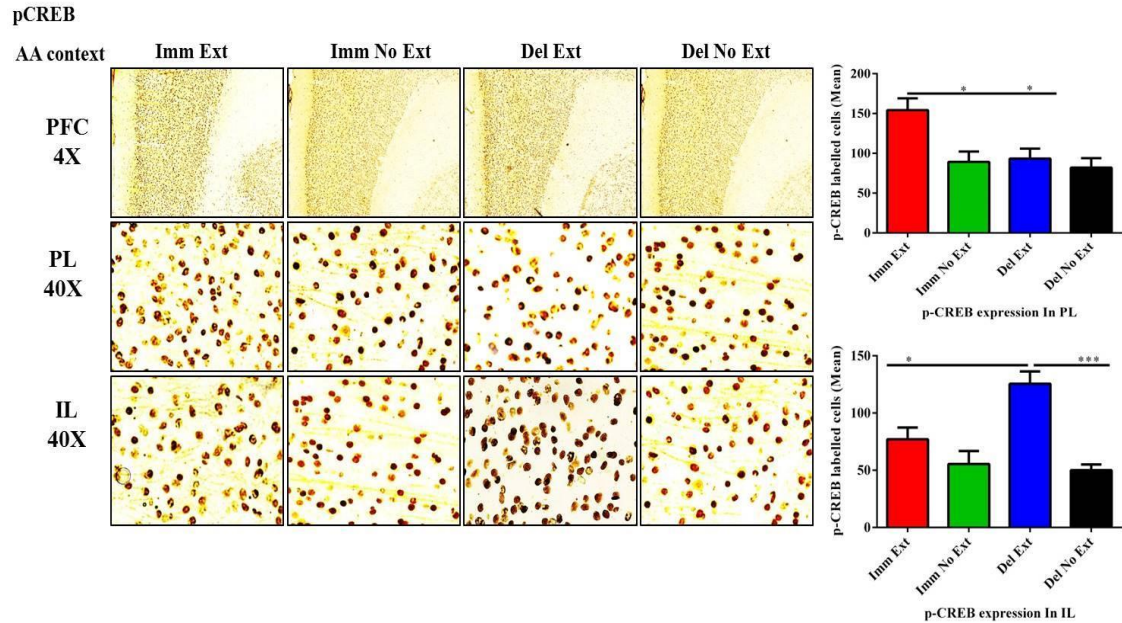 pCREB
AA context Imm Ext Imm No Ext Del Ext Del No Ext
PFC
4X
PL
40X
IL
40X
p-CREB labelled cells (Mean)
200
150
100
50
0
* *
Imm Ext
Imm No Ext
Del Ext
Del No Ext
p-CREB expression In PL
p-CREB labelled cells (Mean)
150
100
50
0
* ***
Imm Ext
Imm No Ext
Del Ext
Del No Ext
p-CREB expression In IL